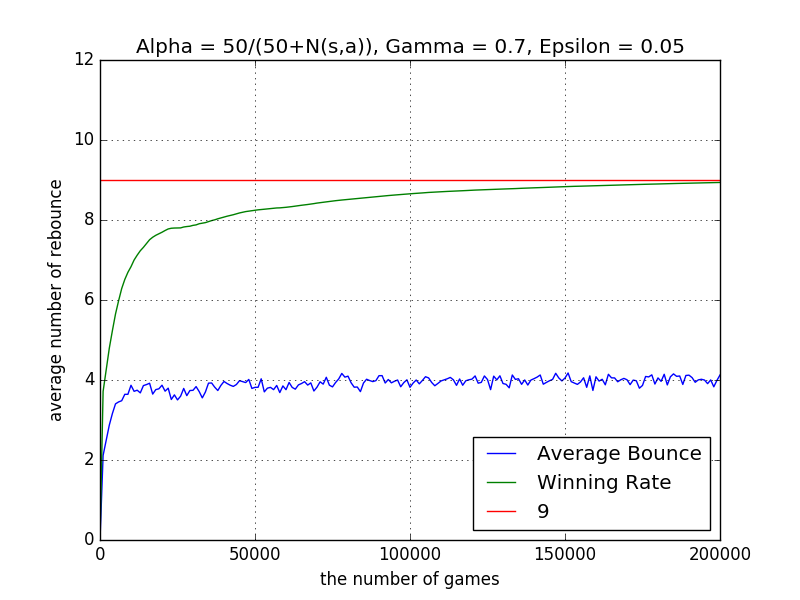 Alpha = 50/(50+N(s,a)), Gamma = 0.7, Epsilon = 0.05
12
10
8
6
4
2
0
average number of rebounce
0
50000
100000
150000
200000
the number of games
Average Bounce
Winning Rate
9